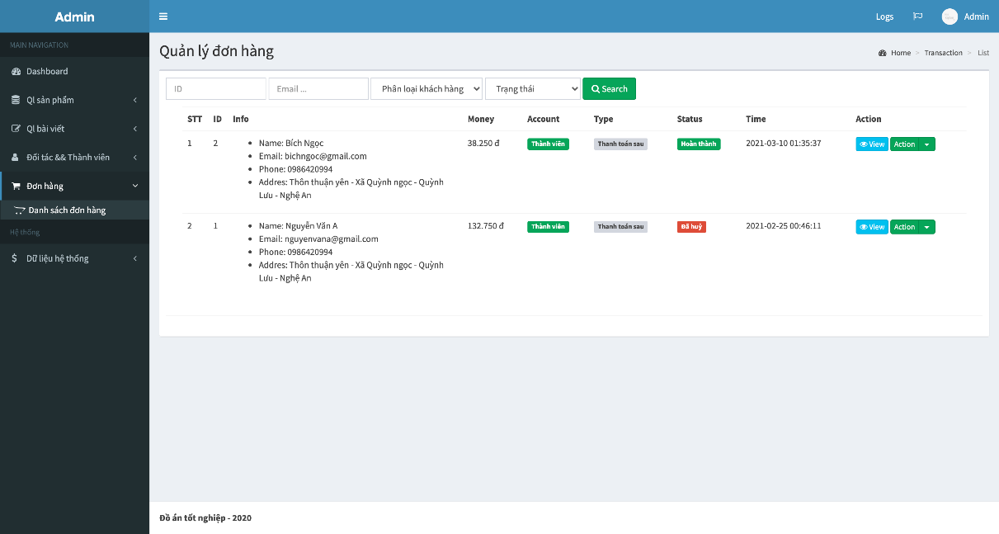 Admin
Logs
Admin
MAIN NAVIGATION
Dashboard
Ql sản phẩm
Ql bài viết
Đối tác && Thành viên
Đơn hàng
Danh sách đơn hàng
Hệ thống
Dữ liệu hệ thống
Quản lý đơn hàng
Home > Transaction > List
ID
Email ...
Phân loại khách hàng
Trạng thái
Search
STT ID Info Money Account Type Status Time Action
1 2 Name: Bích Ngọc 38.250 đ Thành viên Thanh toán sau Hoàn thành 2021-03-10 01:35:37 View Action
Email: bichngoc@gmail.com
Phone: 0986420994
Addres: Thôn thuận yên - Xã Quỳnh ngọc - Quỳnh
Lưu - Nghệ An
2 1 Name: Nguyễn Văn A 132.750 đ Thành viên Thanh toán sau Đã huỷ 2021-02-25 00:46:11 View Action
Email: nguyenvana@gmail.com
Phone: 0986420994
Addres: Thôn thuận yên - Xã Quỳnh ngọc - Quỳnh
Lưu - Nghệ An
Đồ án tốt nghiệp - 2020